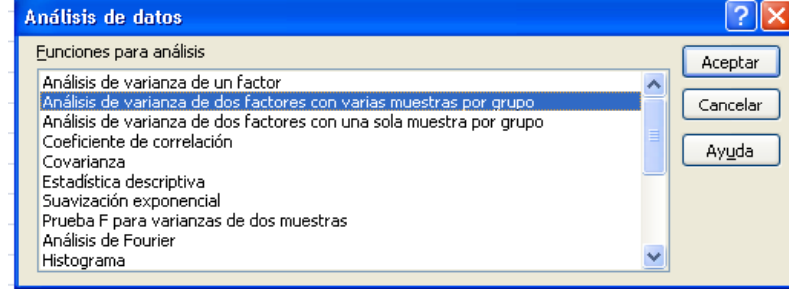 Análisis de datos
Funciones para análisis
Análisis de varianza de un factor
Análisis de varianza de dos factores con varias muestras por grupo
Análisis de varianza de dos factores con una sola muestra por grupo
Coeficiente de correlación
Covarianza
Estadística descriptiva
Suavización exponencial
Prueba F para varianzas de dos muestras
Análisis de Fourier
Histograma
Aceptar
Cancelar
Ayuda